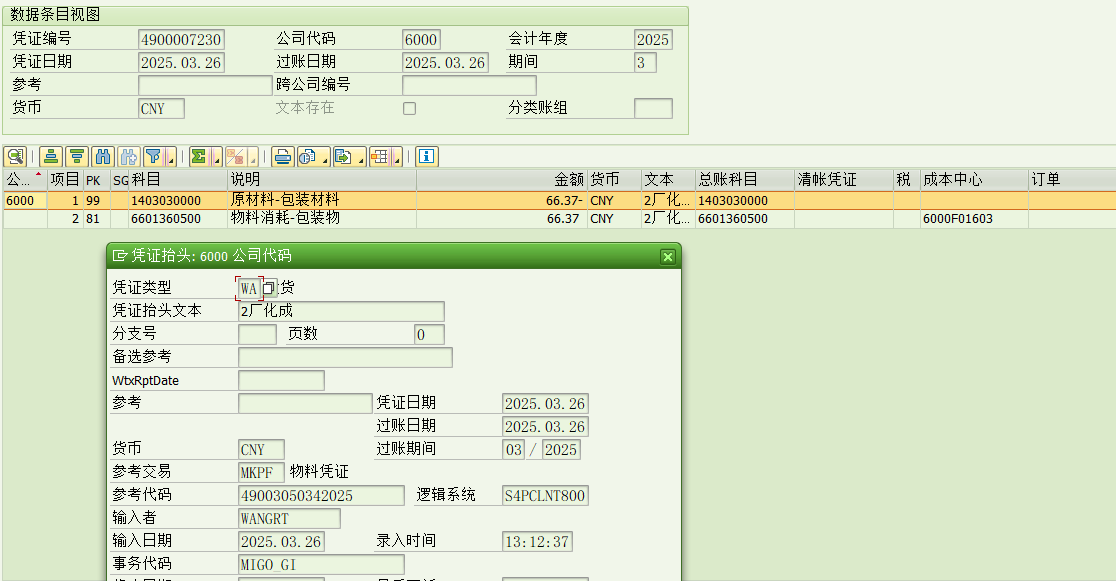 数据条目视图
凭证编号 4900007230 公司代码 6000 会计年度 2025
凭证日期 2025.03.26 过账日期 2025.03.26 期间 3
参考 跨公司编号
货币 CNY 文本存在 分类账组
公... 项目 PK SG 科目 说明 金额 货币 文本 总账科目 清帐凭证 税 成本中心 订单
6000 1 99 1403030000 原材料-包装材料 66.37- CNY 2厂化... 1403030000
2 81 6601360500 物料消耗-包装物 66.37 CNY 2厂化... 6601360500 6000F01603
凭证抬头: 6000 公司代码
凭证类型 WA 货
凭证抬头文本 2厂化成
分支号 页数 0
备选参考
WtxRptDate
参考 凭证日期 2025.03.26
过账日期 2025.03.26
货币 CNY 过账期间 03 / 2025
参考交易 MKPF 物料凭证
参考代码 49003050342025 逻辑系统 S4PCLNT800
输入者 WANGRT
输入日期 2025.03.26 录入时间 13:12:37
事务代码 MIGO_GI